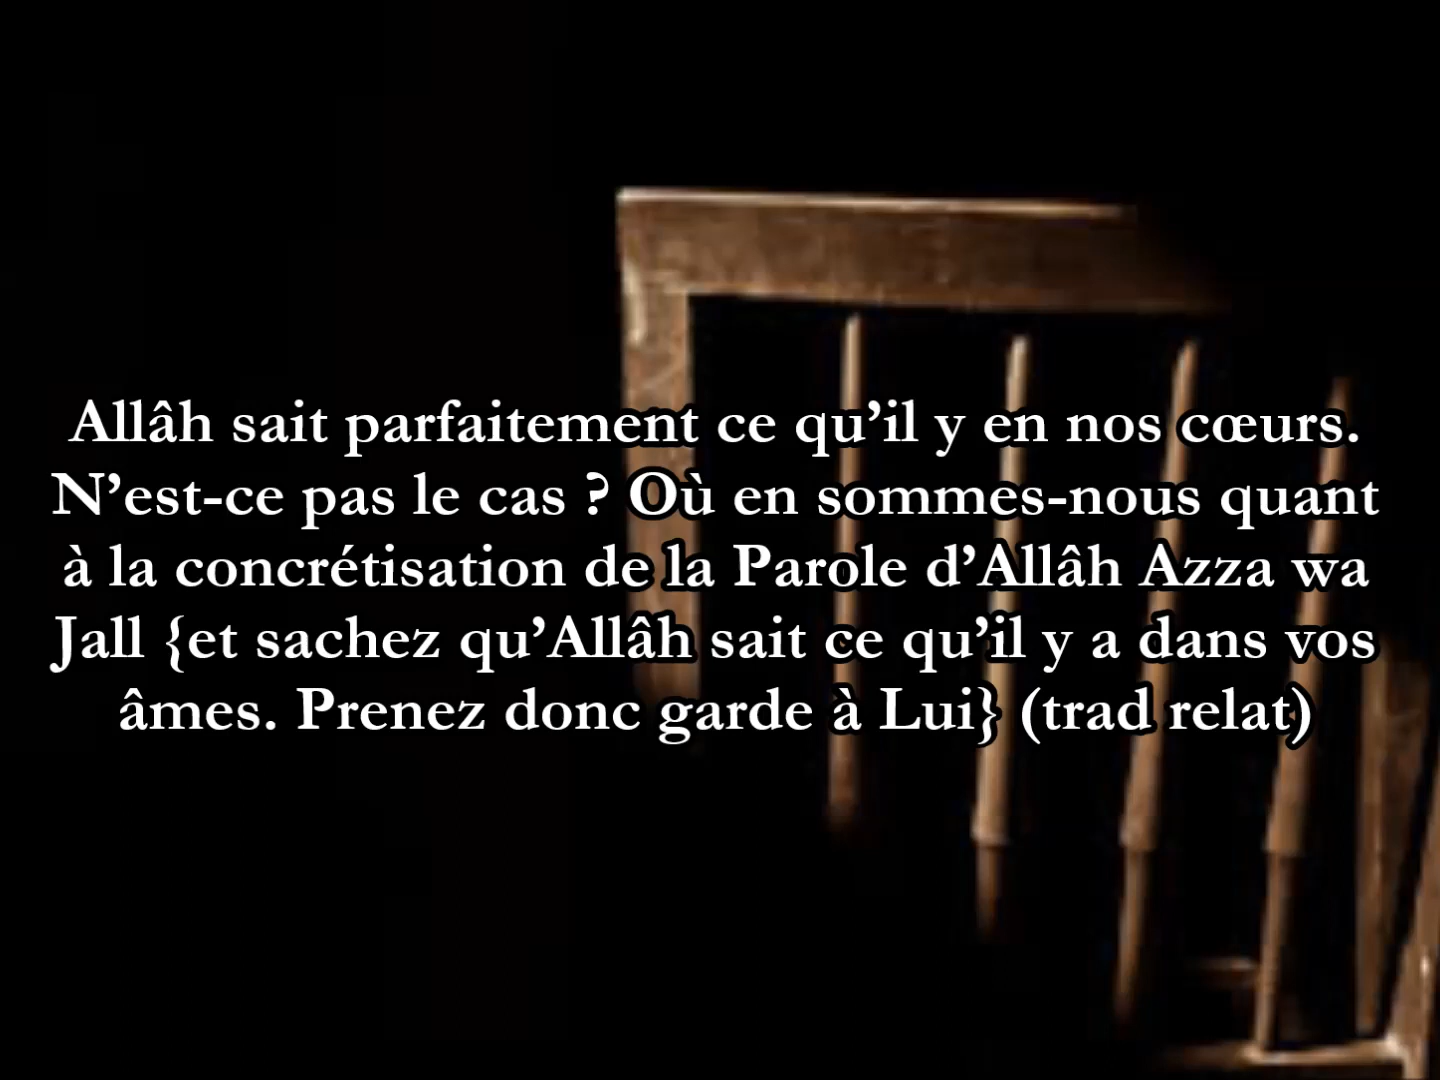 Allâh sait parfaitement ce qu’il y en nos cœurs.
N’est-ce pas le cas ? Où en sommes-nous quant
à la concrétisation de la Parole d’Allâh Azza wa
Jall {et sachez qu’Allâh sait ce qu’il y a dans vos
âmes. Prenez donc garde à Lui} (trad relat)